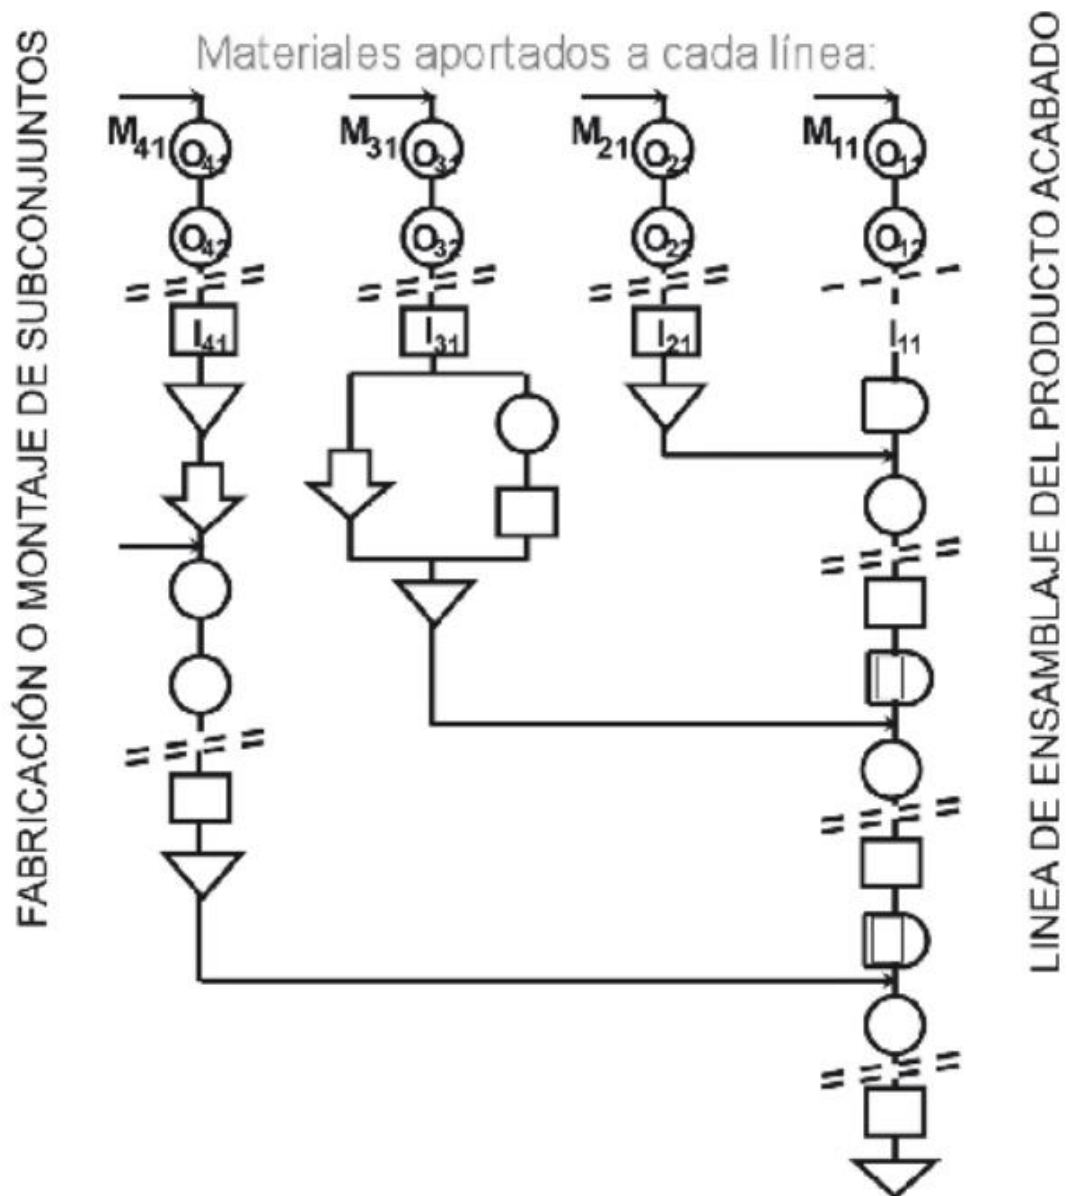 Materiales aportados a cada línea:
FABRICACIÓN O MONTAJE DE SUBCONJUNTOS
LINEA DE ENSAMBLAJE DEL PRODUCTO ACABADO
M41 O41 M31 O31 M21 O21 M11 O11
O42 O32 O22 O12
I41 I31 I21 I11